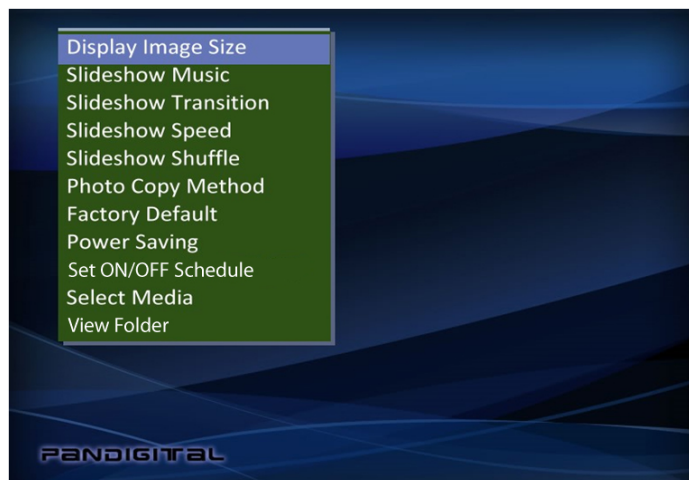 Display Image Size
Slideshow Music
Slideshow Transition
Slideshow Speed
Slideshow Shuffle
Photo Copy Method
Factory Default
Power Saving
Set ON/OFF Schedule
Select Media
View Folder
PANDIGITAL